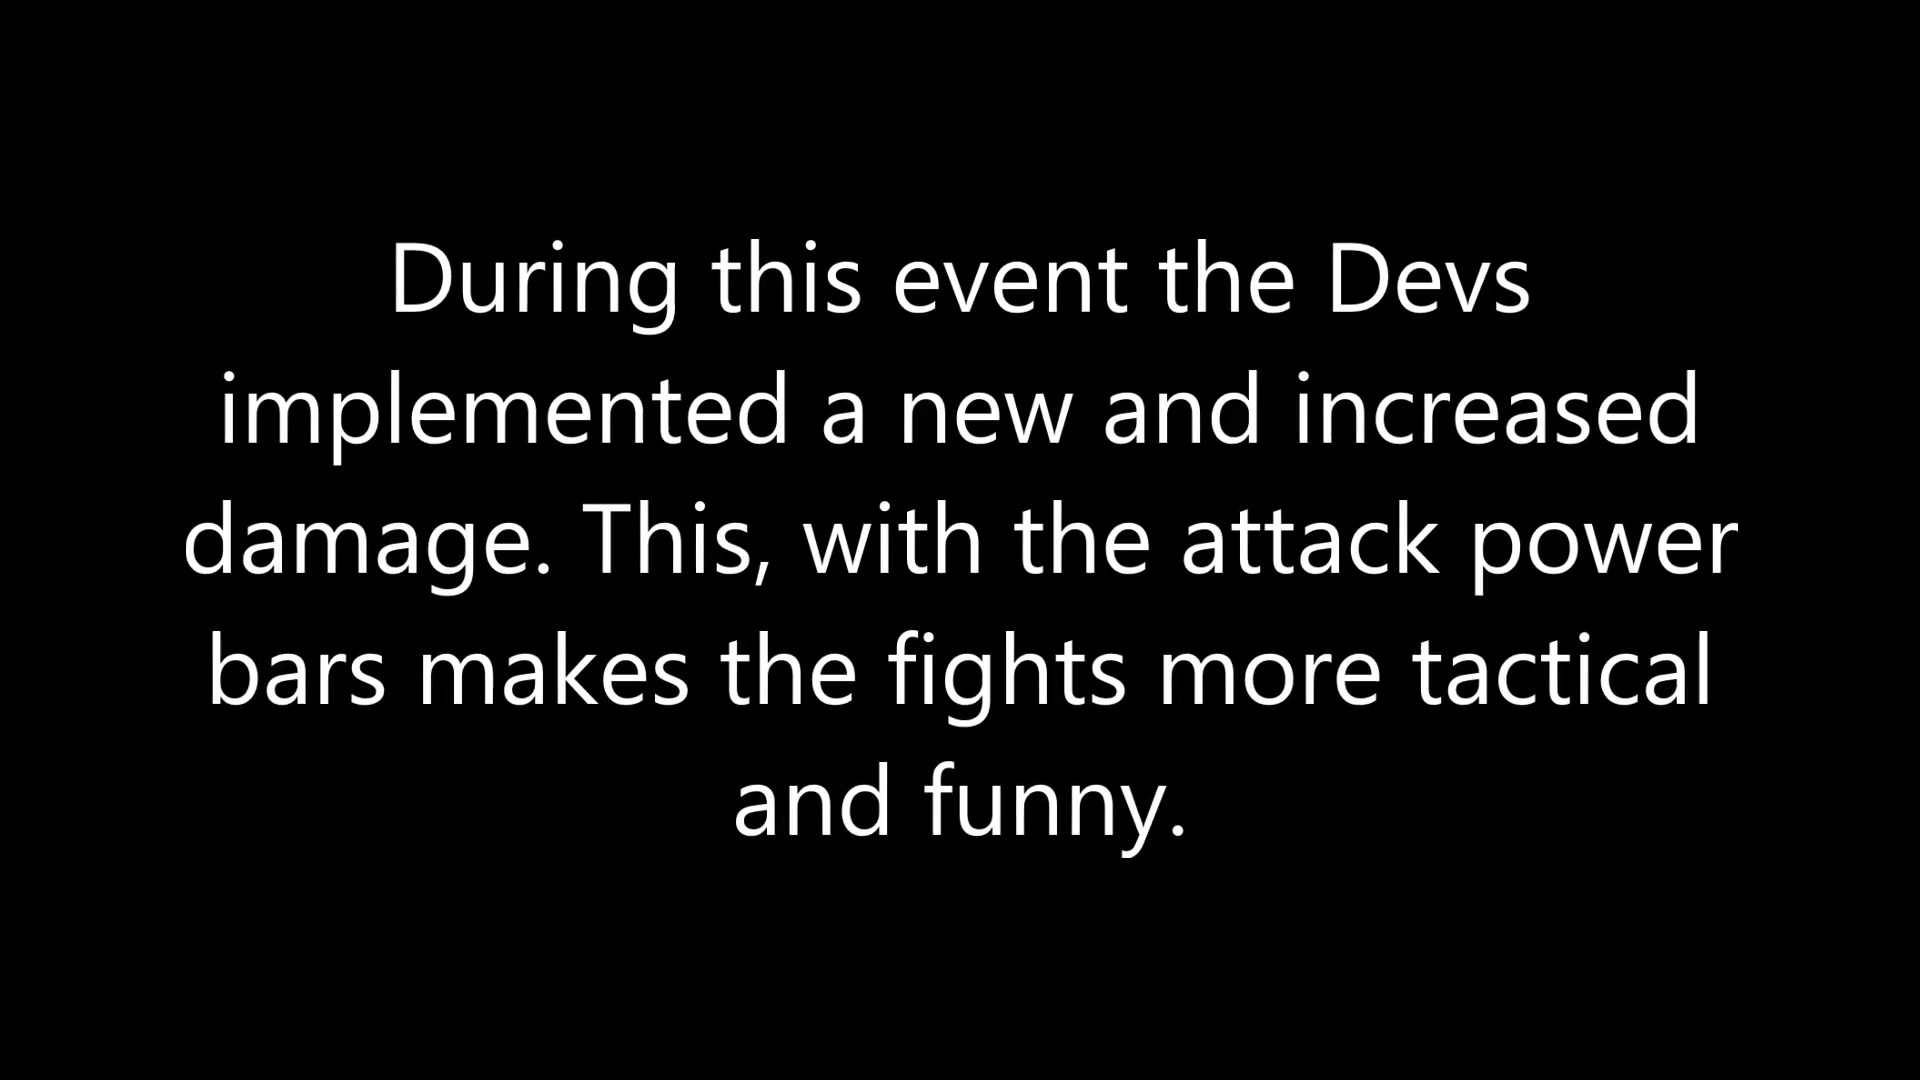 During this event the Devs
implemented a new and increased
damage. This, with the attack power
bars makes the fights more tactical
and funny.